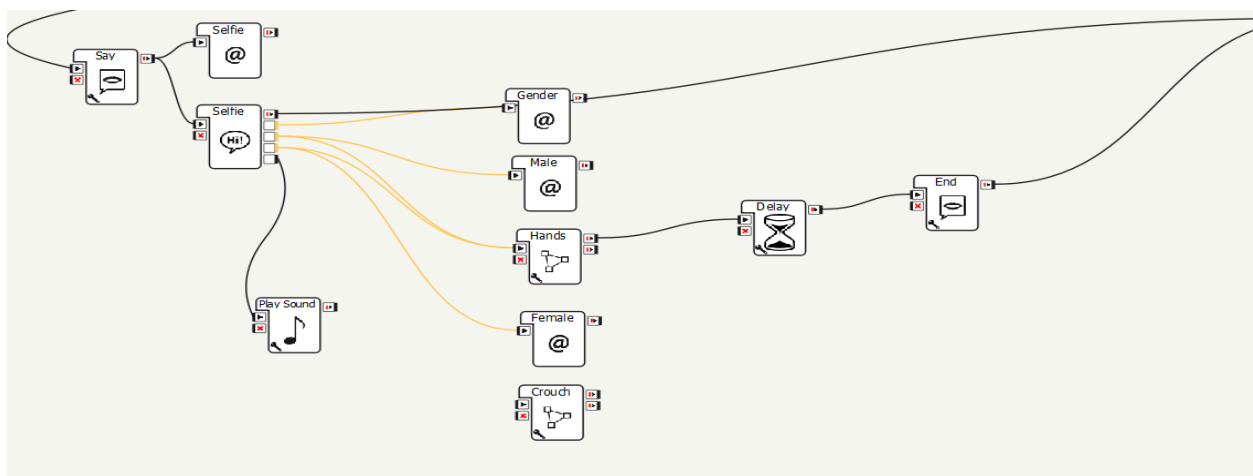 Selfie
@
Say
Selfie
Hi!
Gender
@
Male
@
End
Delay
Hands
Play Sound
Female
@
Crouch